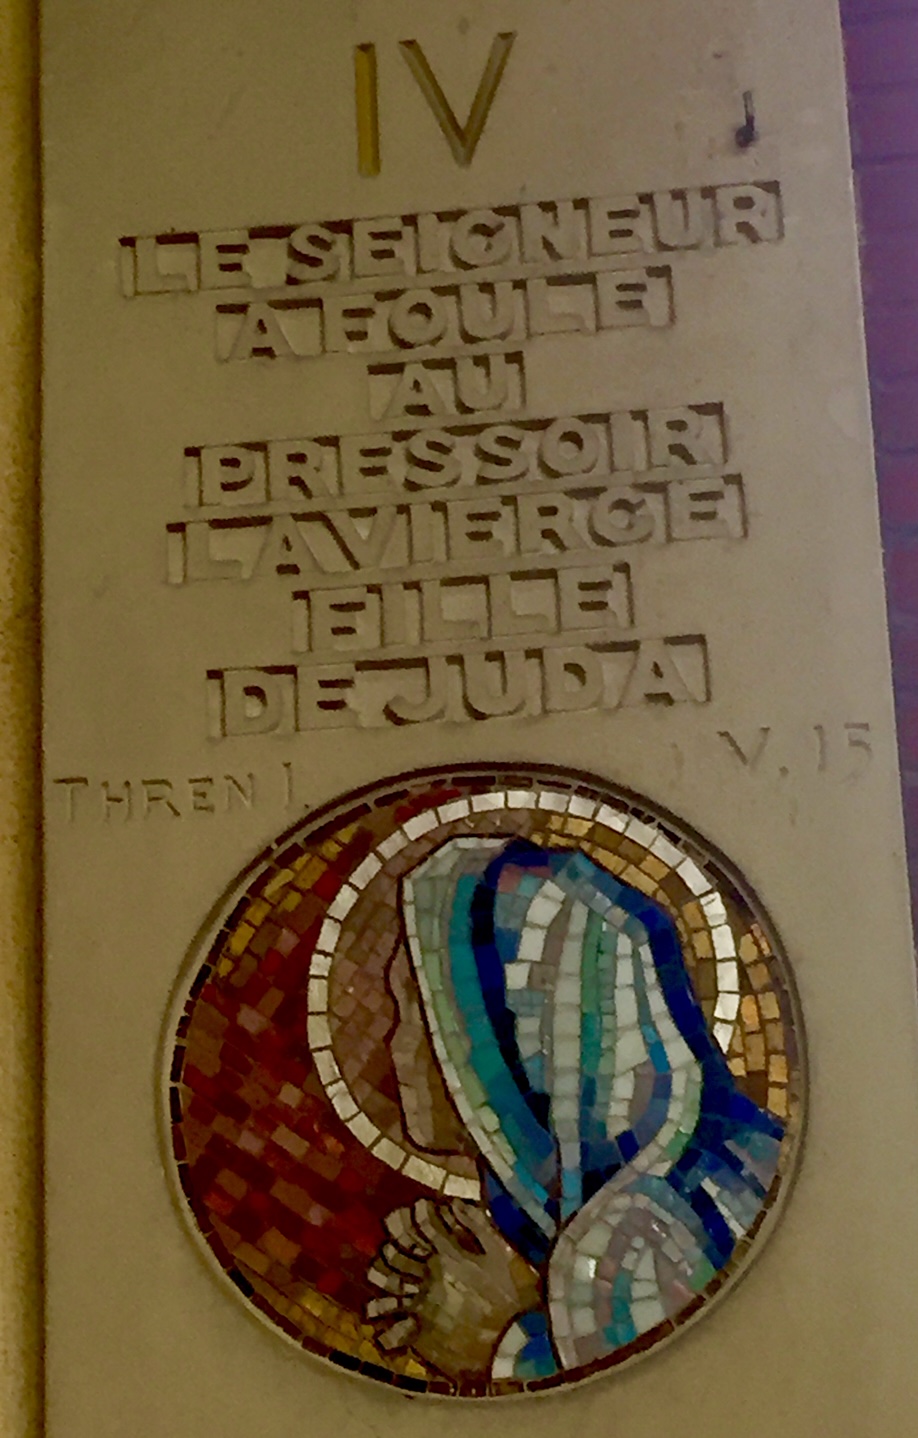 IV
LE SEIGNEUR
A FOULE
AU
PRESSOIR
LA VIERGE
FILLE
DE JUDA
THREN I. V. 15